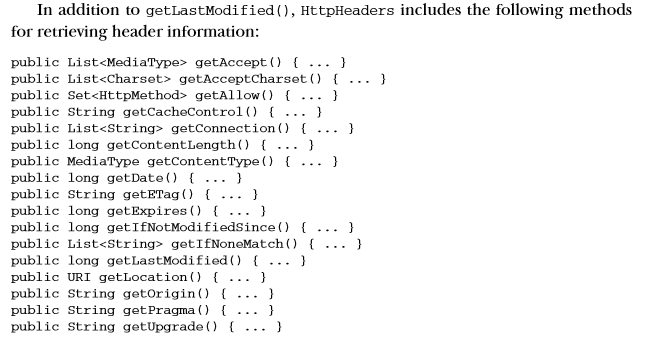 In addition to getLastModified(), HttpHeaders includes the following methods
for retrieving header information:
public List<MediaType> getAccept() { ... }
public List<Charset> getAcceptCharset() { ... }
public Set<HttpMethod> getAllow() { ... }
public String getCacheControl() { ... }
public List<String> getConnection() { ... }
public long getContentLength() { ... }
public MediaType getContentType() { ... }
public long getDate() { ... }
public String getETag() { ... }
public long getExpires() { ... }
public long getIfNotModifiedSince() { ... }
public List<String> getIfNoneMatch() { ... }
public long getLastModified() { ... }
public URI getLocation() { ... }
public String getOrigin() { ... }
public String getPragma() { ... }
public String getUpgrade() { ... }